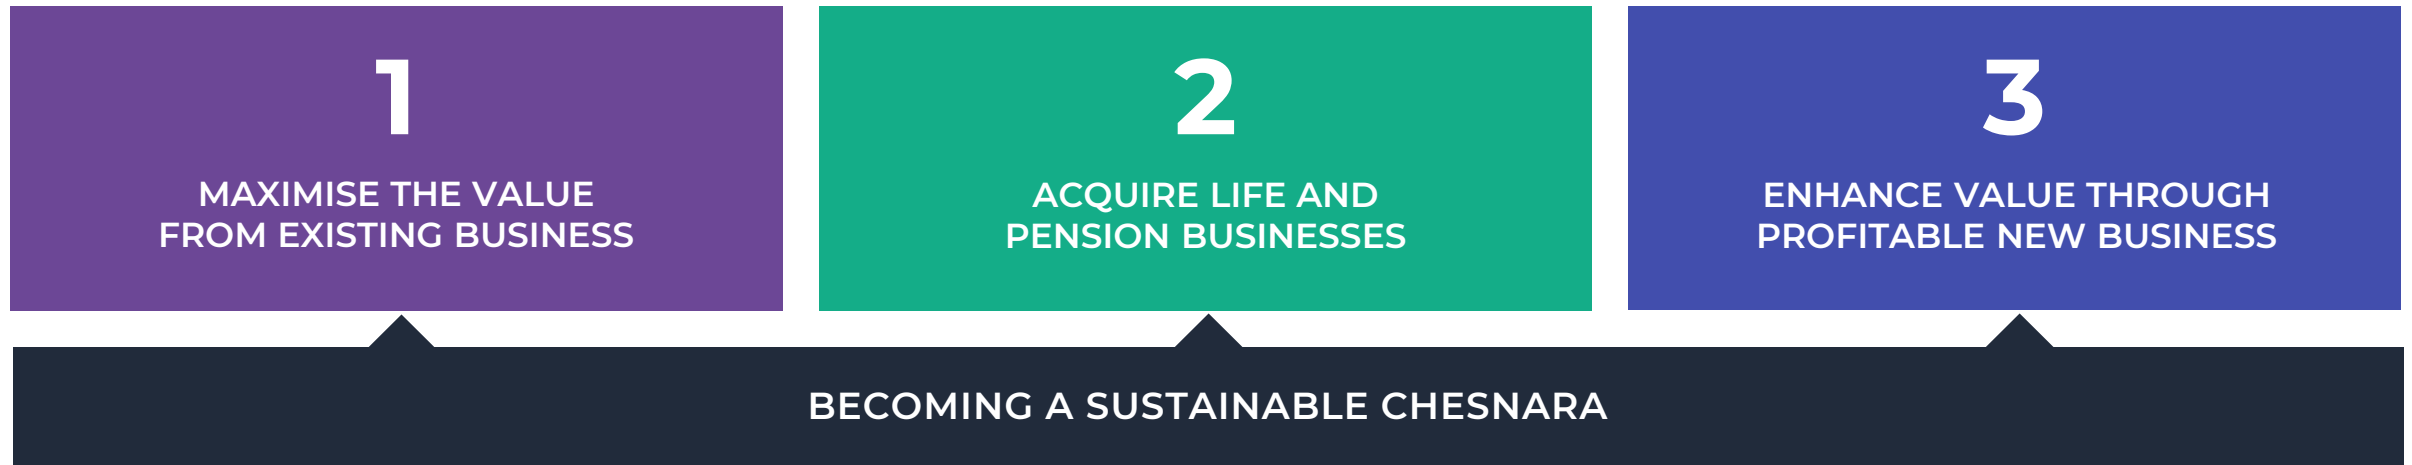 1
MAXIMISE THE VALUE
FROM EXISTING BUSINESS
2
ACQUIRE LIFE AND
PENSION BUSINESSES
3
ENHANCE VALUE THROUGH
PROFITABLE NEW BUSINESS
BECOMING A SUSTAINABLE CHESNARA